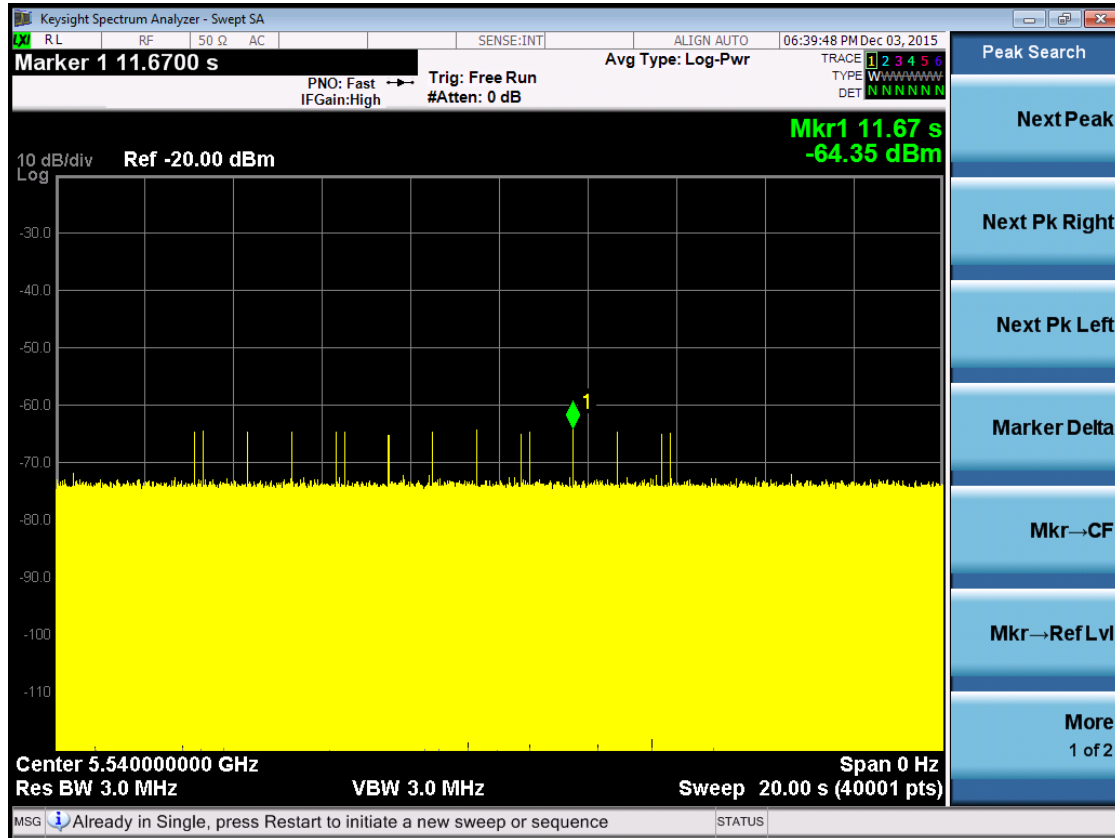 Keysight Spectrum Analyzer - Swept SA
LXI RL RF 50 Ω AC SENSE:INT ALIGN AUTO 06:39:48 PM Dec 03, 2015
Marker 1 11.6700 s
PNO: Fast
IFGain:High
Trig: Free Run
#Atten: 0 dB
Avg Type: Log-Pwr
TRACE 1 2 3 4 5 6
TYPE WWWWWW
DET N N N N N N
Mkr1 11.67 s
-64.35 dBm
10 dB/div Ref -20.00 dBm
Log
-30.0
-40.0
-50.0
-60.0
-70.0
-80.0
-90.0
-100
-110
1
Center 5.540000000 GHz Span 0 Hz
Res BW 3.0 MHz VBW 3.0 MHz Sweep 20.00 s (40001 pts)
MSG Already in Single, press Restart to initiate a new sweep or sequence STATUS
Peak Search
Next Peak
Next Pk Right
Next Pk Left
Marker Delta
Mkr→CF
Mkr→Ref Lvl
More
1 of 2